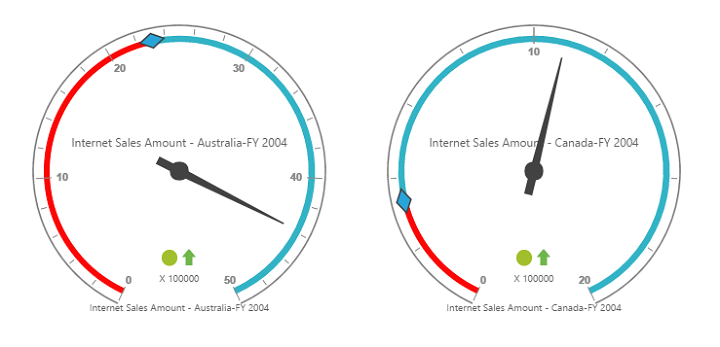 20
30
Internet Sales Amount - Australia-FY 2004
10
40
0
50
X 100000
Internet Sales Amount - Australia-FY 2004
10
Internet Sales Amount - Canada-FY 2004
0
20
X 100000
Internet Sales Amount - Canada-FY 2004